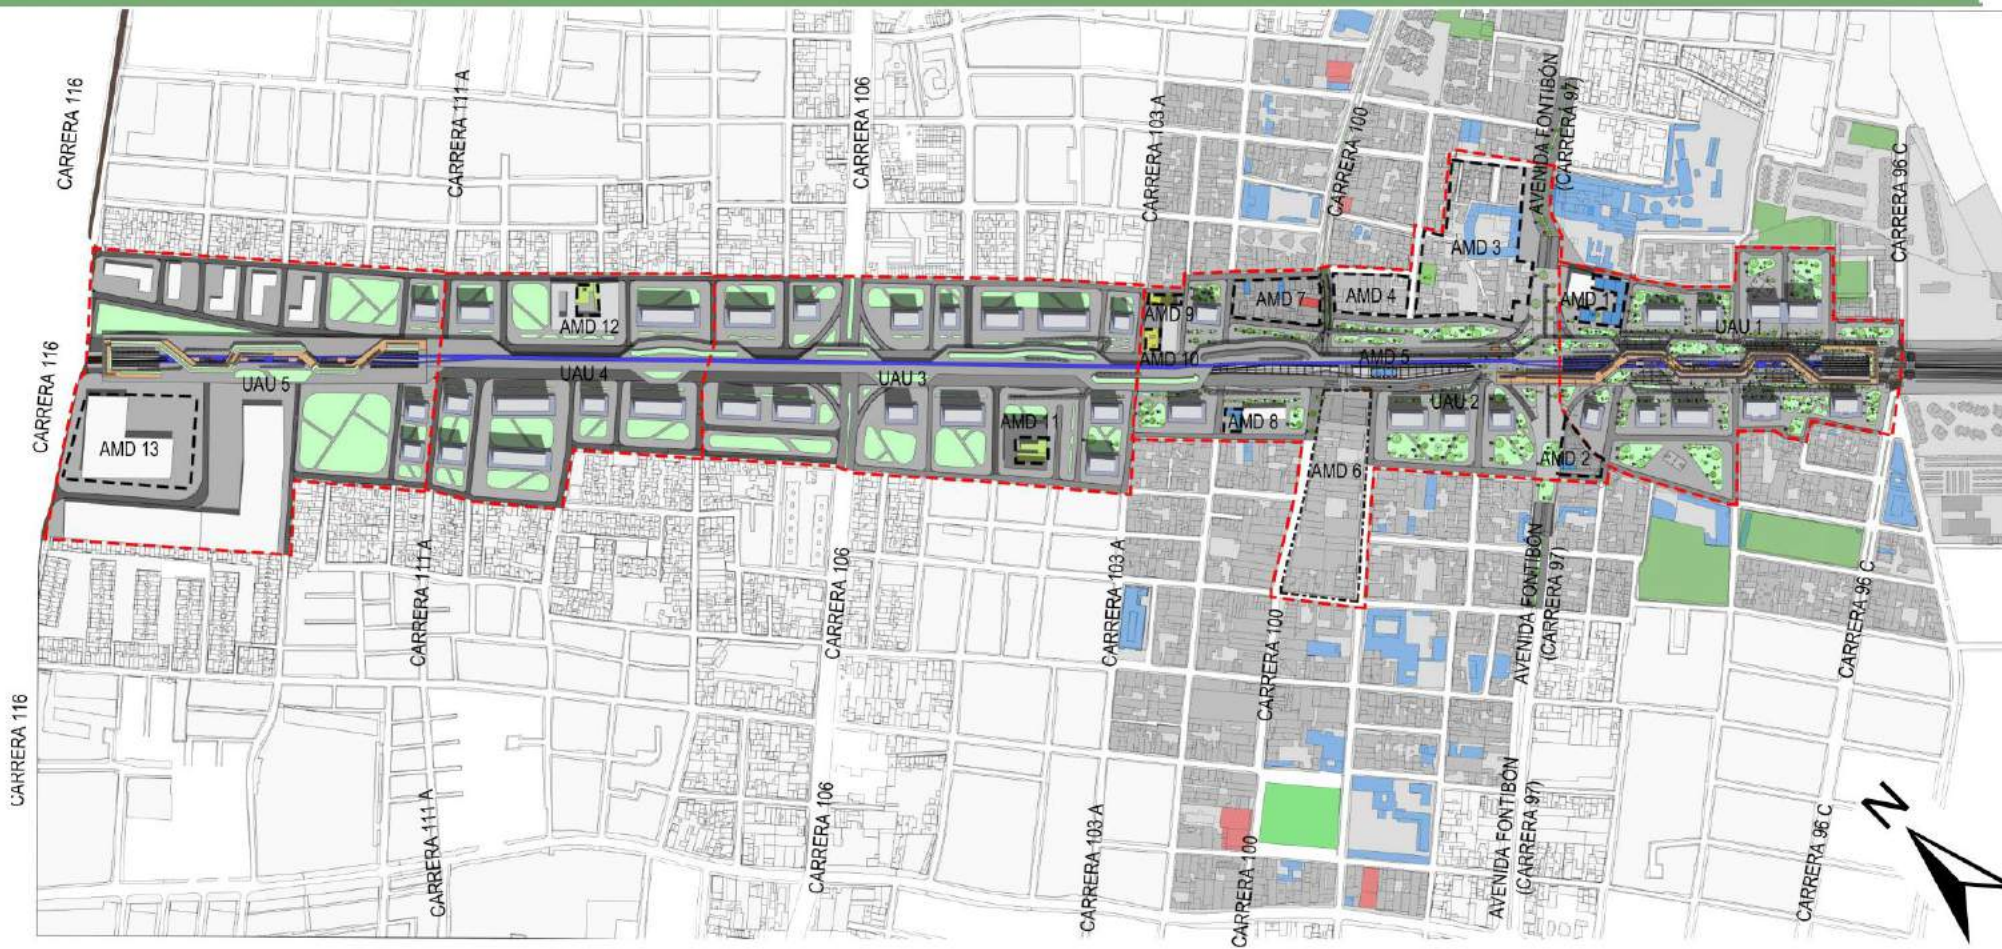 CARRERA 116
CARRERA 111 A
CARRERA 106
CARRERA 103 A
CARRERA 100
AVENIDA FONTIBÓN
(CARRERA 97)
CARRERA 96 C
AMD 3
AMD 7
AMD 4
AMD 1
AMD 9
AMD 12
UAU 1
AMD 10
AMD 5
UAU 5
UAU 4
UAU 3
UAU 2
CARRERA 116
AMD 13
AMD 11
AMD 8
AMD 6
AMD 2
CARRERA 111 A
CARRERA 106
CARRERA 103 A
CARRERA 100
AVENIDA FONTIBÓN
(CARRERA 97)
CARRERA 96 C
CARRERA 116
CARRERA 111 A
CARRERA 106
CARRERA 103 A
CARRERA 100
AVENIDA FONTIBÓN
(CARRERA 97)
CARRERA 96 C
N